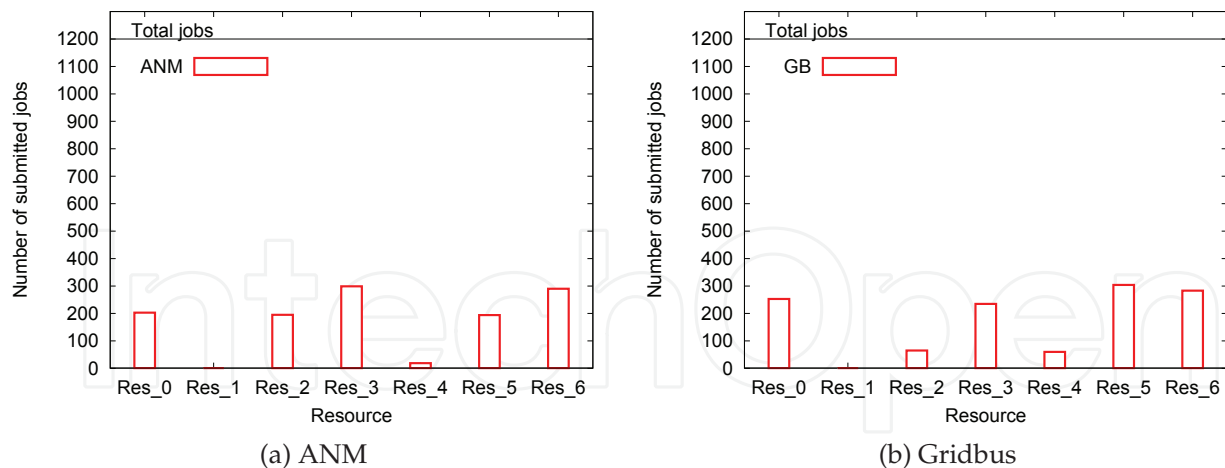 Total jobs
1200
ANM
1100
1000
900
800
700
600
500
400
300
200
100
0
Number of submitted jobs
Res_0 Res_1 Res_2 Res_3 Res_4 Res_5 Res_6
Resource
(a) ANM
Total jobs
1200
GB
1100
1000
900
800
700
600
500
400
300
200
100
0
Number of submitted jobs
Res_0 Res_1 Res_2 Res_3 Res_4 Res_5 Res_6
Resource
(b) Gridbus
IntechOpen